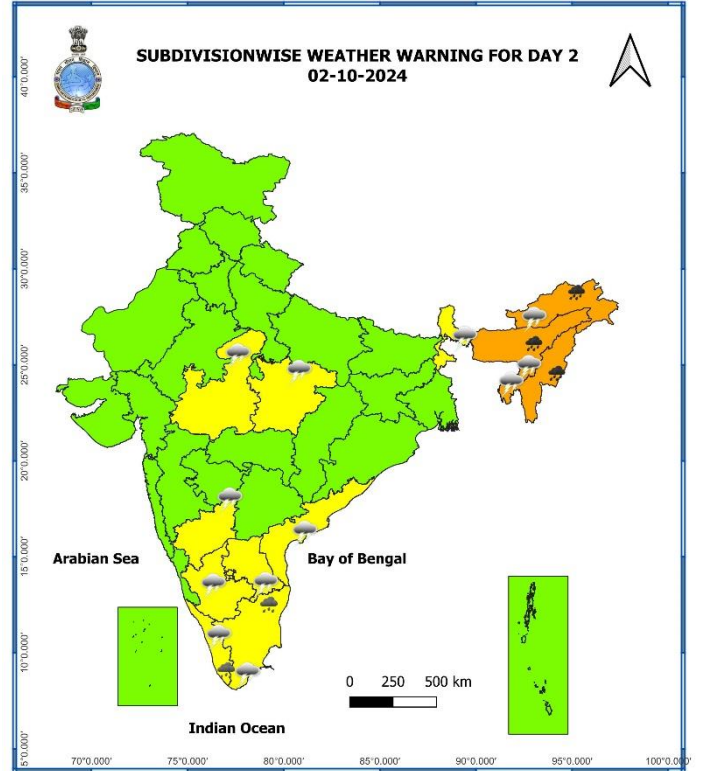 SUBDIVISIONWISE WEATHER WARNING FOR DAY 2
02-10-2024
40°0.000'
35°0.000'
30°0.000'
25°0.000'
20°0.000'
15°0.000'
10°0.000'
5°0.000'
Arabian Sea
Bay of Bengal
0 250 500 km
Indian Ocean
70°0.000' 75°0.000' 80°0.000' 85°0.000' 90°0.000' 95°0.000' 100°0.000'